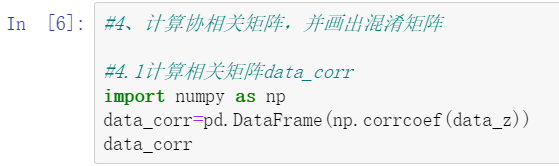 In [6]: #4、计算协相关矩阵，并画出混淆矩阵
#4.1计算相关矩阵data_corr
import numpy as np
data_corr=pd.DataFrame(np.corrcoef(data_z))
data_corr